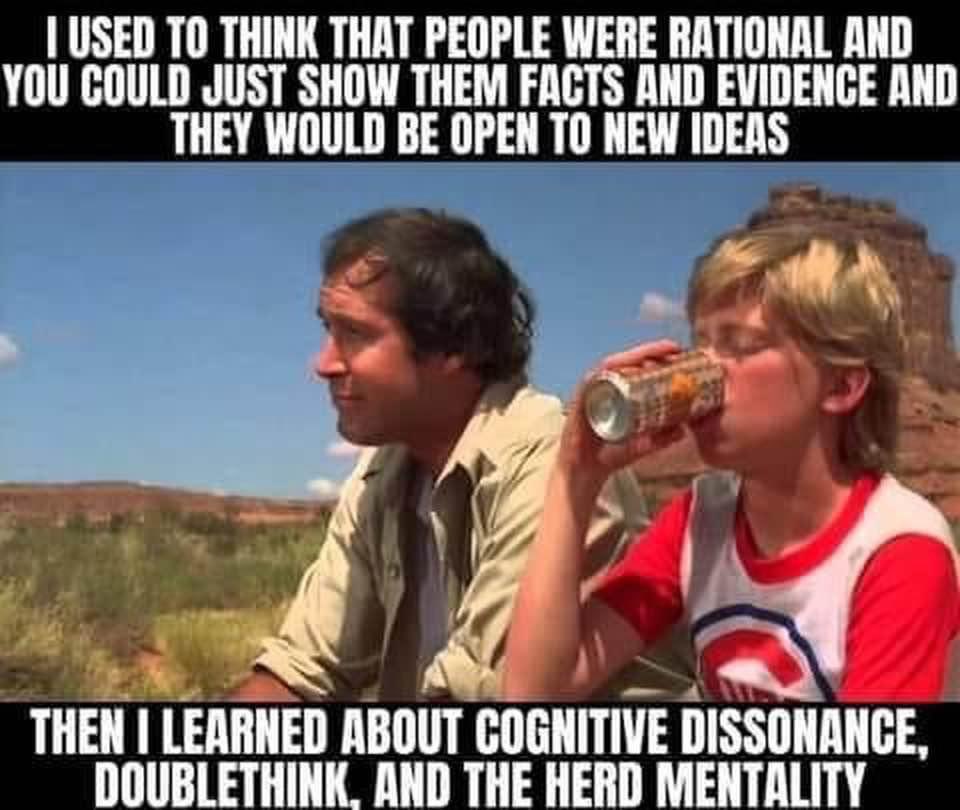 I USED TO THINK THAT PEOPLE WERE RATIONAL AND
YOU COULD JUST SHOW THEM FACTS AND EVIDENCE AND
THEY WOULD BE OPEN TO NEW IDEAS
THEN I LEARNED ABOUT COGNITIVE DISSONANCE,
DOUBLETHINK, AND THE HERD MENTALITY